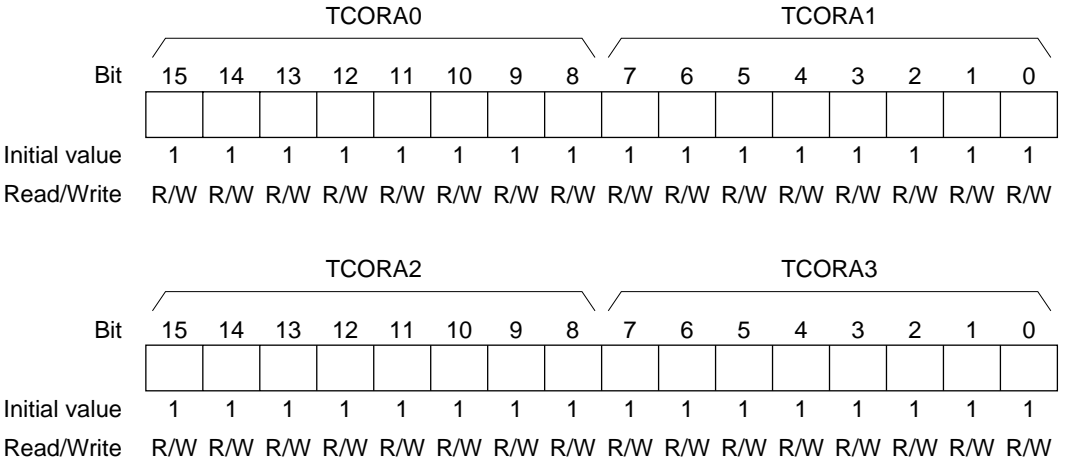 TCORA0 TCORA1
Bit 15 14 13 12 11 10 9 8 7 6 5 4 3 2 1 0
Initial value 1 1 1 1 1 1 1 1 1 1 1 1 1 1 1 1
Read/Write R/W R/W R/W R/W R/W R/W R/W R/W R/W R/W R/W R/W R/W R/W R/W R/W
TCORA2 TCORA3
Bit 15 14 13 12 11 10 9 8 7 6 5 4 3 2 1 0
Initial value 1 1 1 1 1 1 1 1 1 1 1 1 1 1 1 1
Read/Write R/W R/W R/W R/W R/W R/W R/W R/W R/W R/W R/W R/W R/W R/W R/W R/W